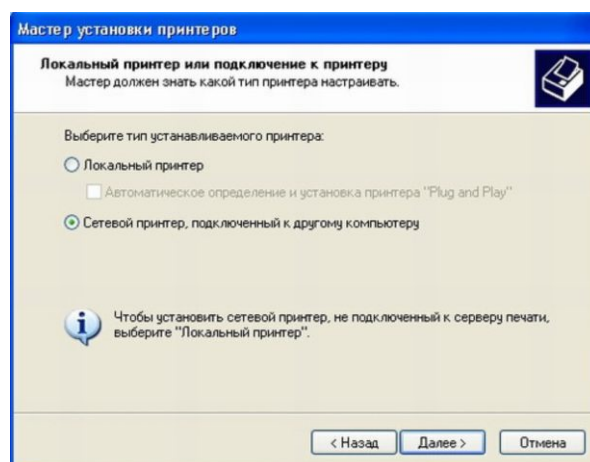 Мастер установки принтеров
Локальный принтер или подключение к принтеру
Мастер должен знать какой тип принтера настраивать.
Выберите тип устанавливаемого принтера:
Локальный принтер
Автоматическое определение и установка принтера "Plug and Play"
Сетевой принтер, подключенный к другому компьютеру
Чтобы установить сетевой принтер, не подключенный к серверу печати,
выберите "Локальный принтер".
< Назад Далее > Отмена